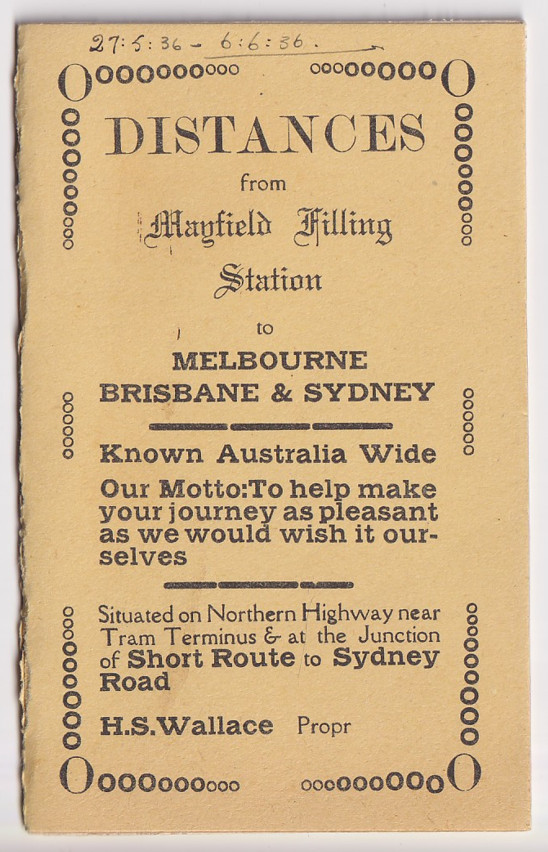 27:5:36 - 6:6:36.
DISTANCES
from
Mayfield Filling
Station
to
MELBOURNE
BRISBANE & SYDNEY
Known Australia Wide
Our Motto:To help make
your journey as pleasant
as we would wish it our-
selves
Situated on Northern Highway near
Tram Terminus & at the Junction
of Short Route to Sydney
Road
H.S.Wallace Propr